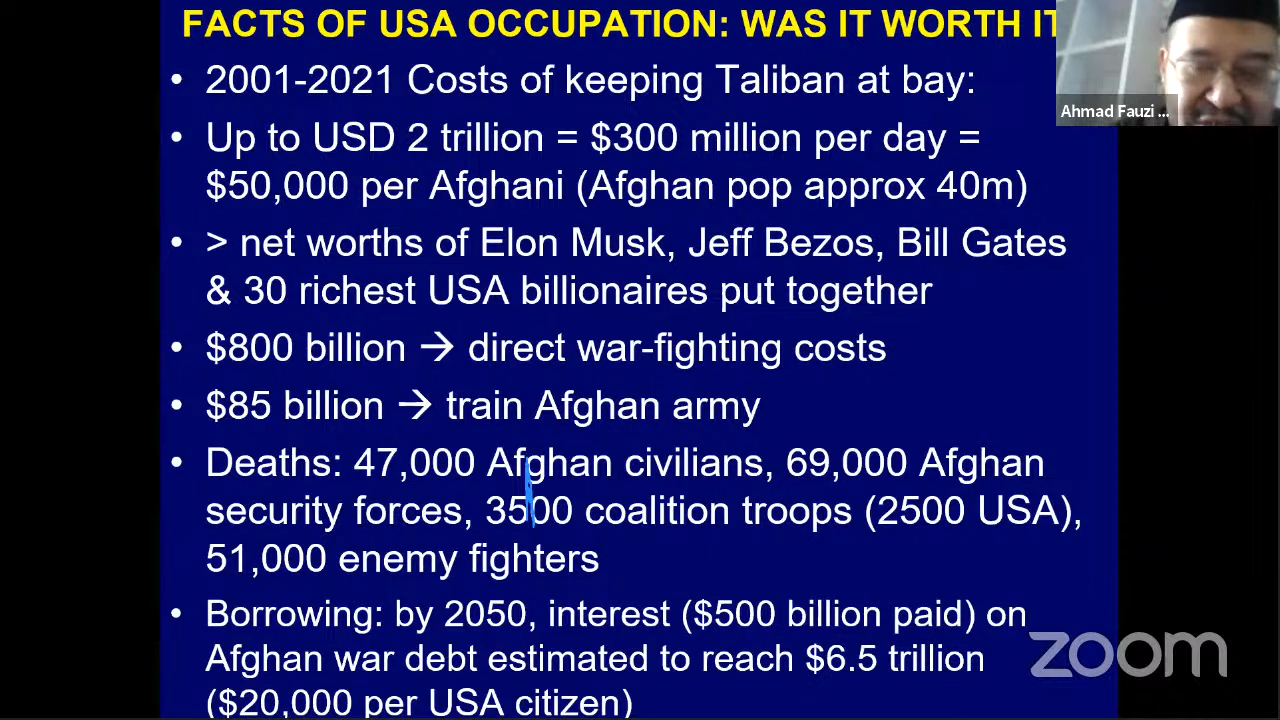 FACTS OF USA OCCUPATION: WAS IT WORTH IT
• 2001-2021 Costs of keeping Taliban at bay:
• Up to USD 2 trillion = $300 million per day =
$50,000 per Afghani (Afghan pop approx 40m)
• > net worths of Elon Musk, Jeff Bezos, Bill Gates
& 30 richest USA billionaires put together
• $800 billion → direct war-fighting costs
• $85 billion → train Afghan army
• Deaths: 47,000 Afghan civilians, 69,000 Afghan
security forces, 3500 coalition troops (2500 USA),
51,000 enemy fighters
• Borrowing: by 2050, interest ($500 billion paid) on
Afghan war debt estimated to reach $6.5 trillion
($20,000 per USA citizen)
Ahmad Fauzi ...
zoom